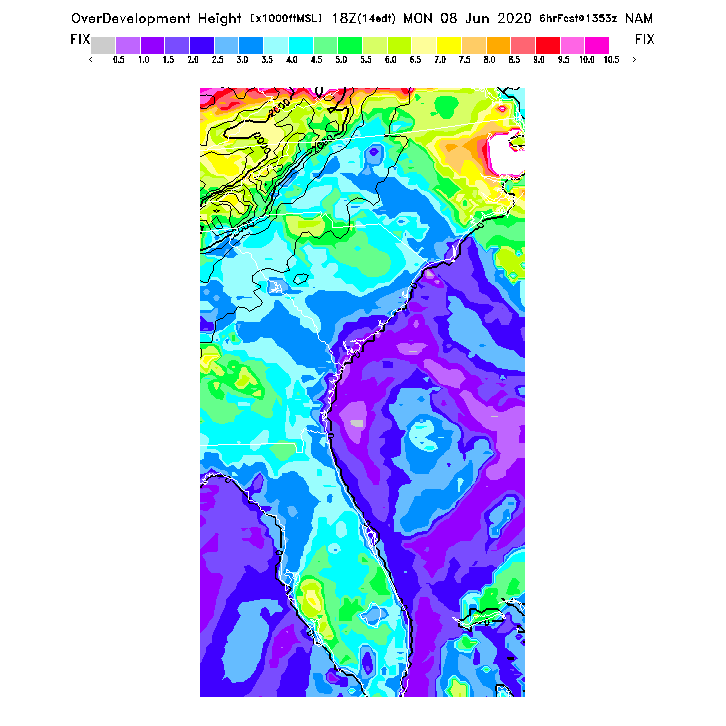 OverDevelopment Height [x1000ftMSL] 18Z(14edt) MON 08 Jun 2020 6hrFcst@1353z NAM
FIX FIX
< 0.5 1.0 1.5 2.0 2.5 3.0 3.5 4.0 4.5 5.0 5.5 6.0 6.5 7.0 7.5 8.0 8.5 9.0 9.5 10.0 10.5 >
2000
2000